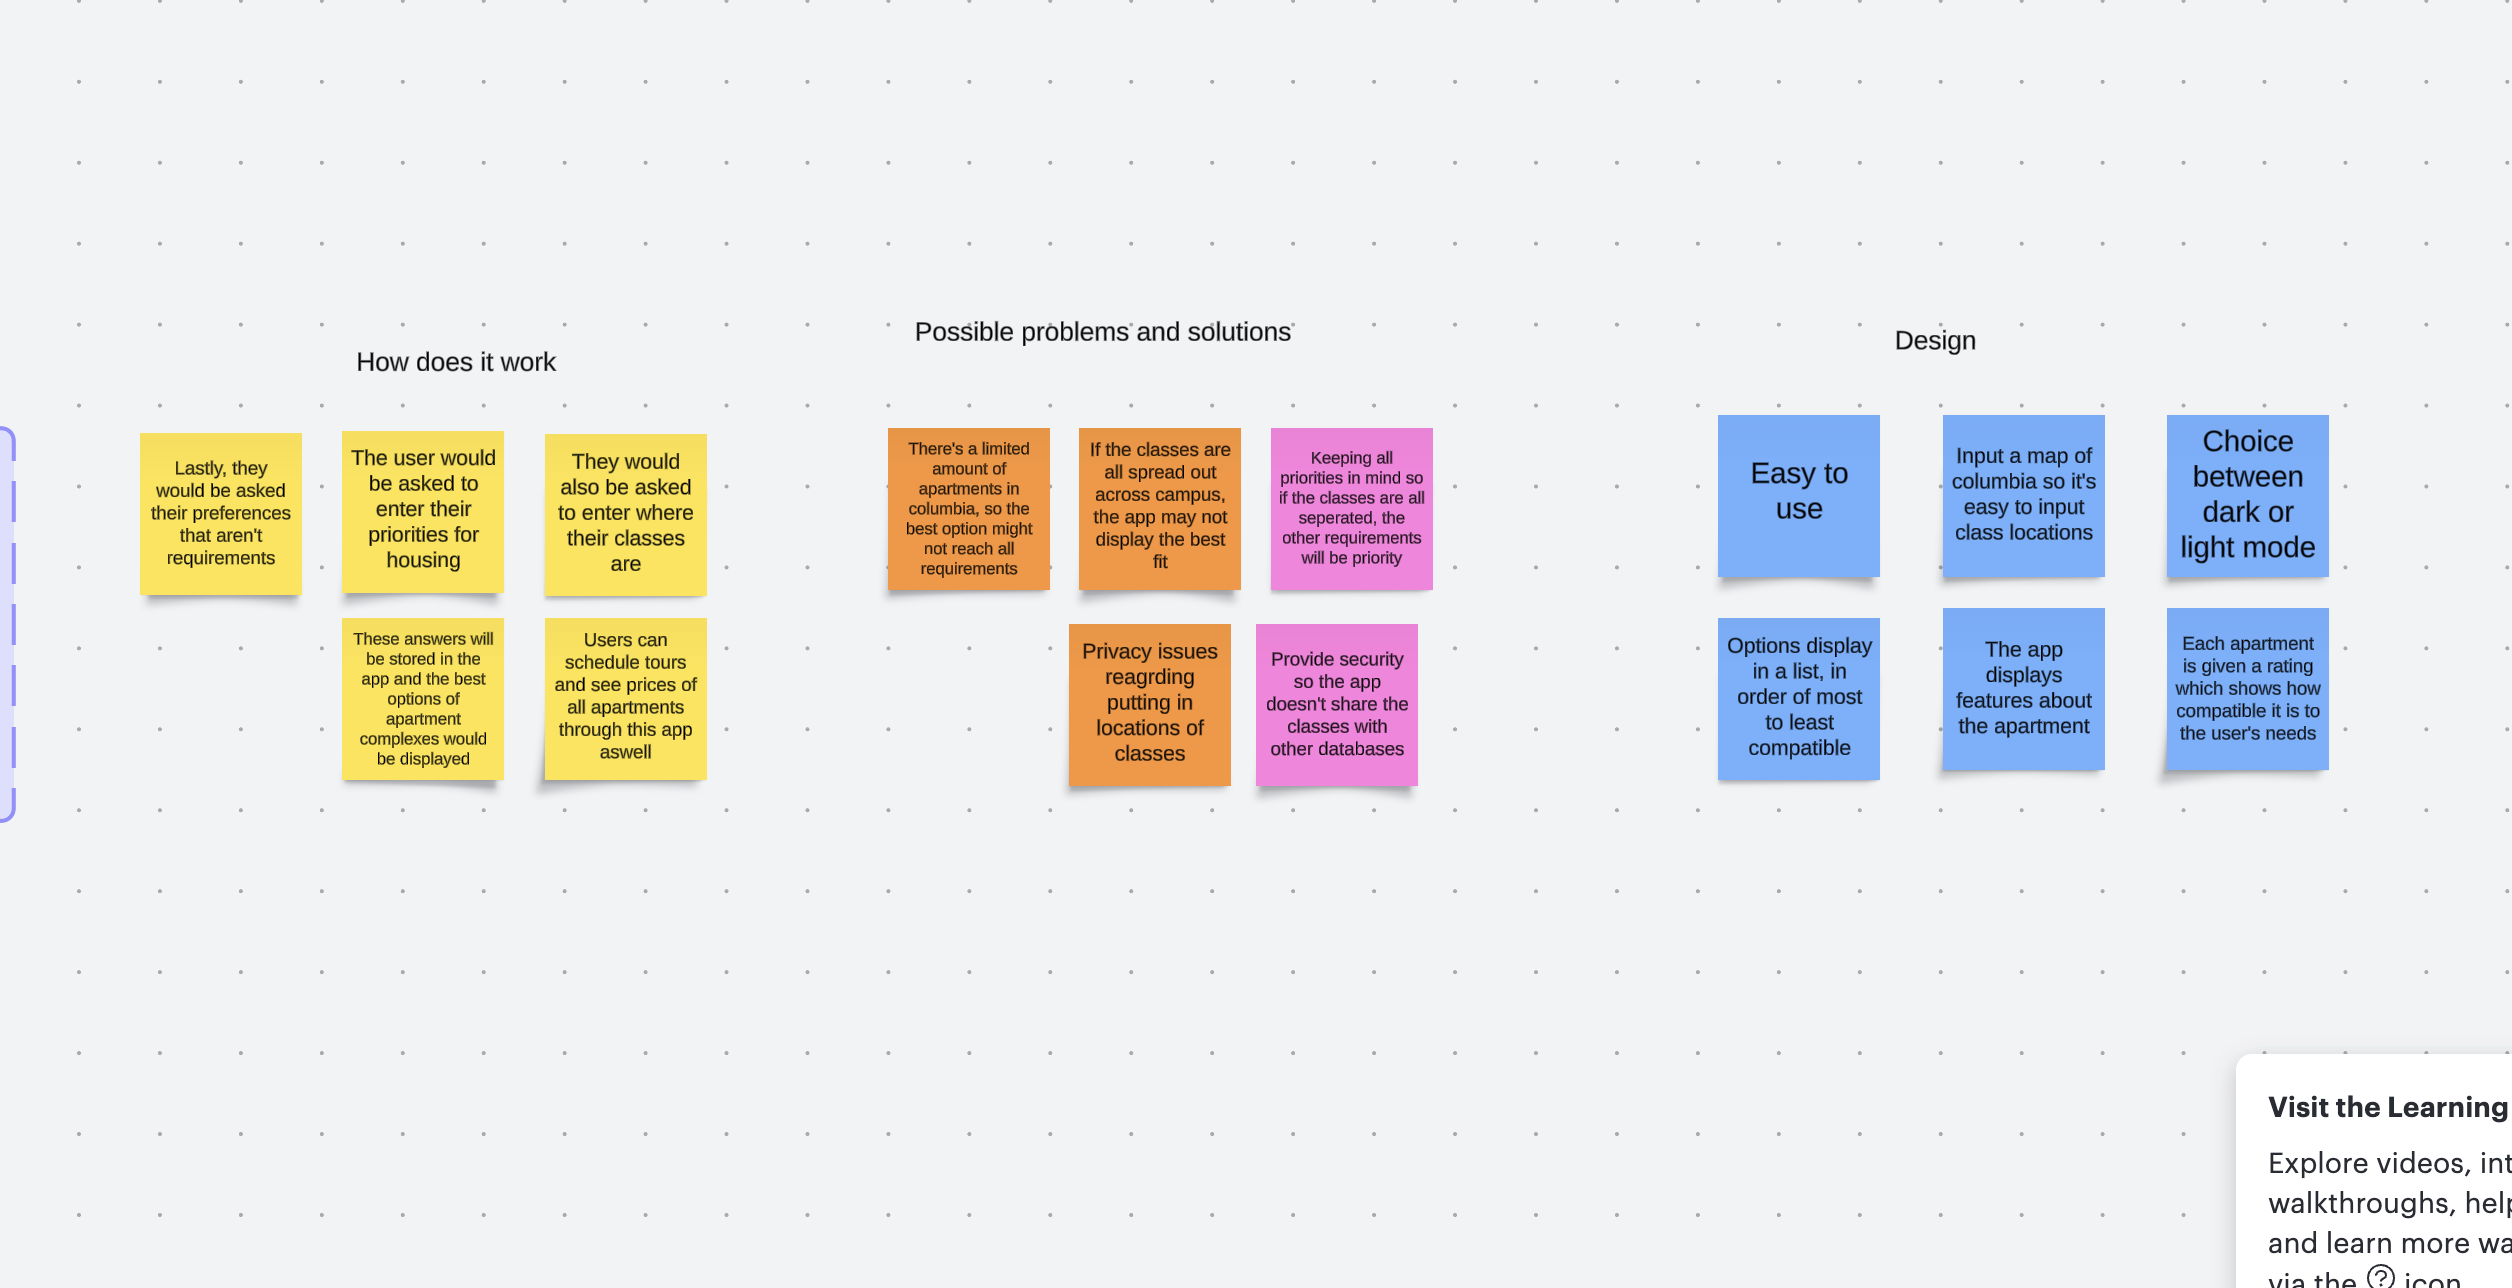 How does it work
Lastly, they
would be asked
their preferences
that aren't
requirements
The user would
be asked to
enter their
priorities for
housing
They would
also be asked
to enter where
their classes
are
These answers will
be stored in the
app and the best
options of
apartment
complexes would
be displayed
Users can
schedule tours
and see prices of
all apartments
through this app
aswell
Possible problems and solutions
There's a limited
amount of
apartments in
columbia, so the
best option might
not reach all
requirements
If the classes are
all spread out
across campus,
the app may not
display the best
fit
Keeping all
priorities in mind so
if the classes are all
seperated, the
other requirements
will be priority
Privacy issues
reagrding
putting in
locations of
classes
Provide security
so the app
doesn't share the
classes with
other databases
Design
Easy to
use
Input a map of
columbia so it's
easy to input
class locations
Choice
between
dark or
light mode
Options display
in a list, in
order of most
to least
compatible
The app
displays
features about
the apartment
Each apartment
is given a rating
which shows how
compatible it is to
the user's needs
Visit the Learning
Explore videos, int
walkthroughs, help
and learn more wa
via the ? icon